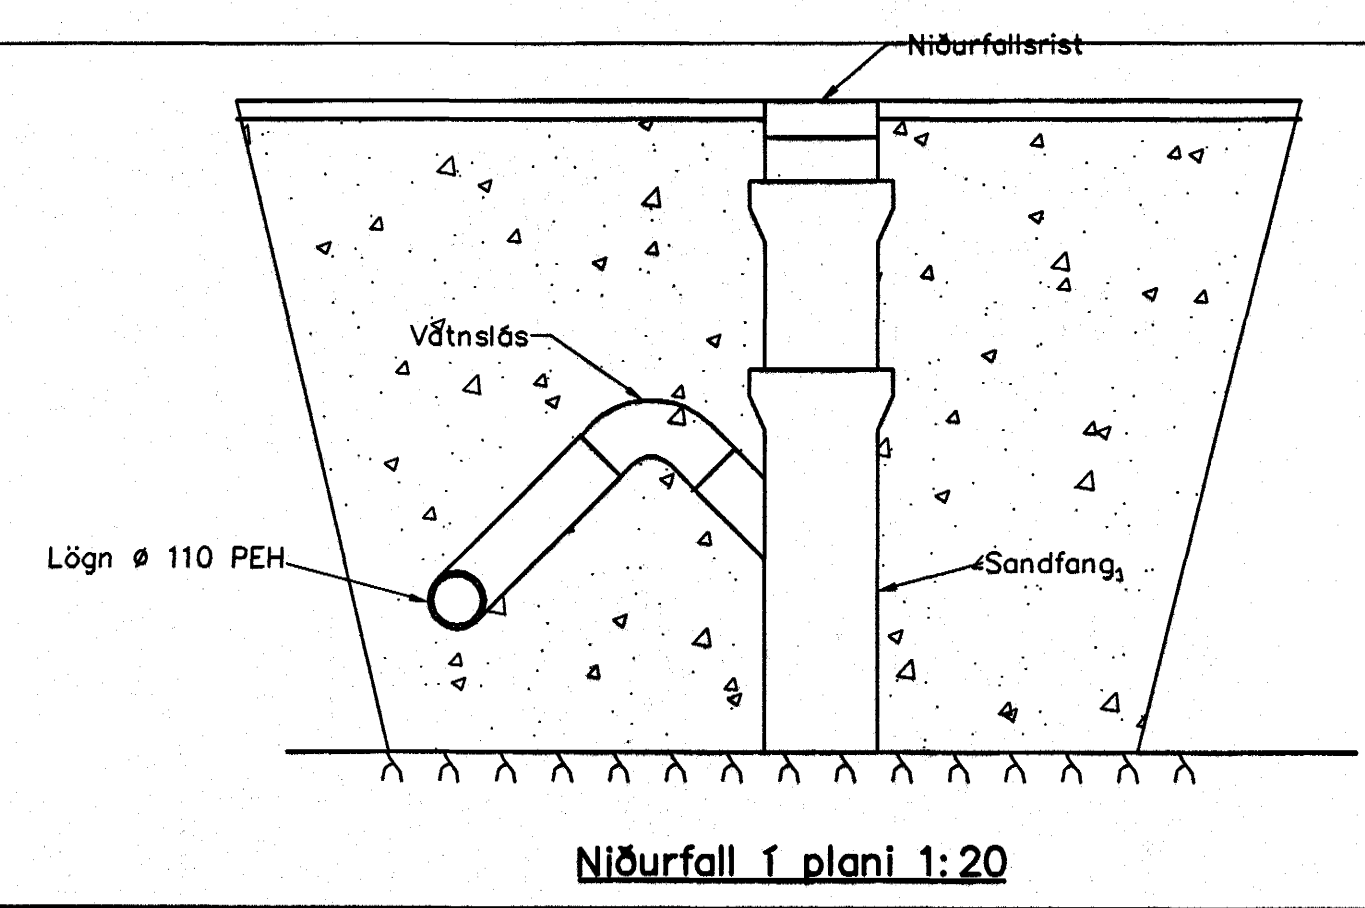 Niðurfallsrist
Vatnslás
Lögn ø 110 PEH
Sandfang
Niðurfall í plani 1:20